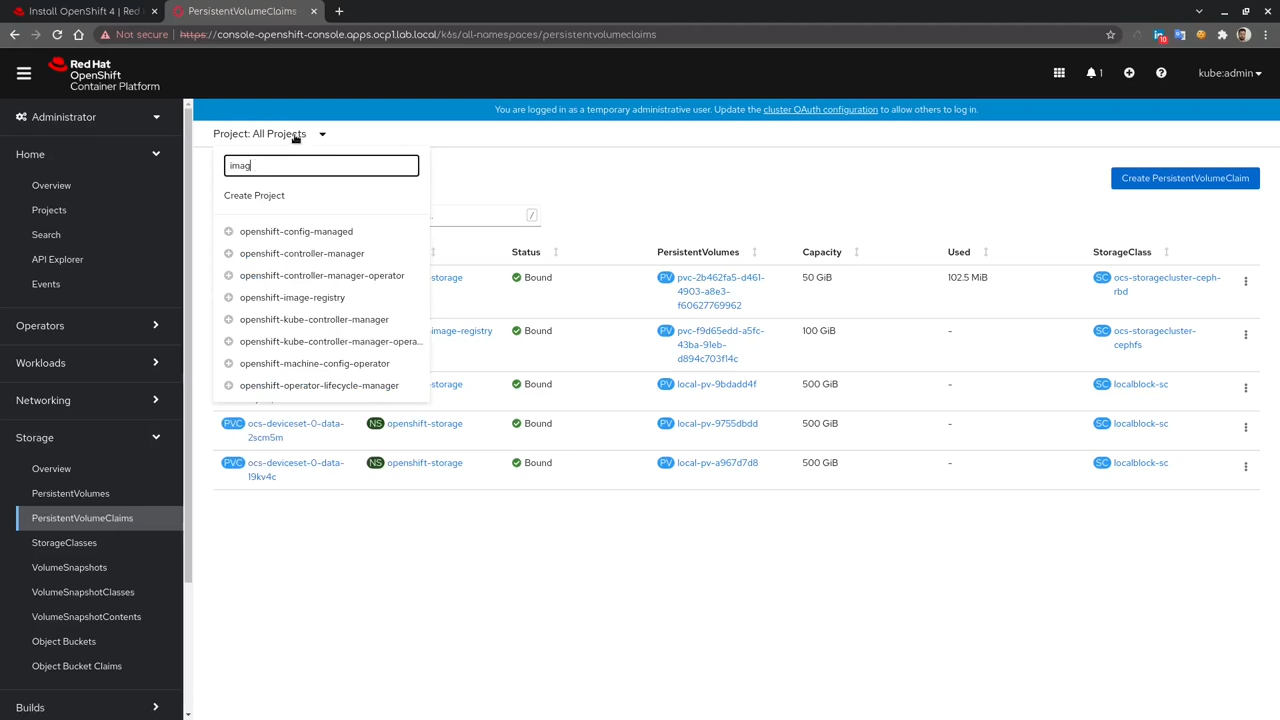 Install OpenShift 4 | Red H
PersistentVolumeClaims
Not secure
https://console-openshift-console.apps.ocp1.lab.local/k8s/all-namespaces/persistentvolumeclaims
10
Red Hat
OpenShift
Container Platform
1
kube:admin
You are logged in as a temporary administrative user. Update the cluster OAuth configuration to allow others to log in.
Administrator
Home
Overview
Projects
Search
API Explorer
Events
Operators
Workloads
Networking
Storage
Overview
PersistentVolumes
PersistentVolumeClaims
StorageClasses
VolumeSnapshots
VolumeSnapshotClasses
VolumeSnapshotContents
Object Buckets
Object Bucket Claims
Builds
Project: All Projects
imag
Create Project
openshift-config-managed
openshift-controller-manager
openshift-controller-manager-operator
openshift-image-registry
openshift-kube-controller-manager
openshift-kube-controller-manager-opera...
openshift-machine-config-operator
openshift-operator-lifecycle-manager
Create PersistentVolumeClaim
/
Status PersistentVolumes Capacity Used StorageClass
-storage Bound PV pvc-2b462fa5-d461- 50 GiB 102.5 MiB SC ocs-storagecluster-ceph-
4903-a8e3- rbd
f60627769962
-image-registry Bound PV pvc-f9d65edd-a5fc- 100 GiB - SC ocs-storagecluster-
43ba-91eb- cephfs
d894c703f14c
-storage Bound PV local-pv-9bdadd4f 500 GiB - SC localblock-sc
PVC ocs-deviceset-0-data- NS openshift-storage Bound PV local-pv-9755dbdd 500 GiB - SC localblock-sc
2scm5m
PVC ocs-deviceset-0-data- NS openshift-storage Bound PV local-pv-a967d7d8 500 GiB - SC localblock-sc
19kv4c